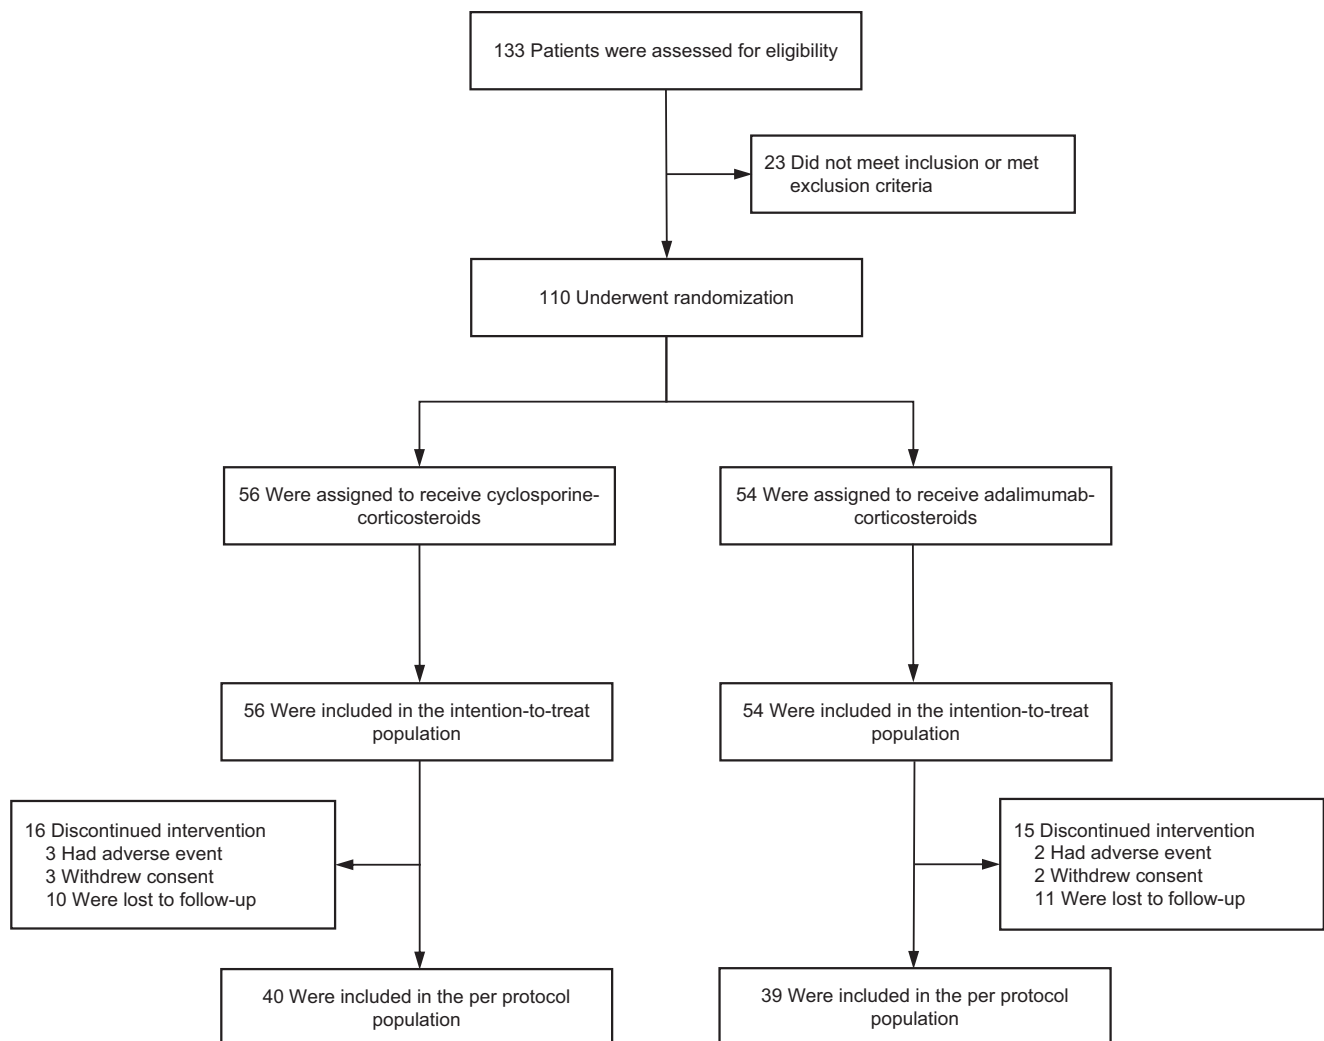 133 Patients were assessed for eligibility
23 Did not meet inclusion or met
exclusion criteria
110 Underwent randomization
56 Were assigned to receive cyclosporine-
corticosteroids
54 Were assigned to receive adalimumab-
corticosteroids
56 Were included in the intention-to-treat
population
54 Were included in the intention-to-treat
population
16 Discontinued intervention
3 Had adverse event
3 Withdrew consent
10 Were lost to follow-up
15 Discontinued intervention
2 Had adverse event
2 Withdrew consent
11 Were lost to follow-up
40 Were included in the per protocol
population
39 Were included in the per protocol
population